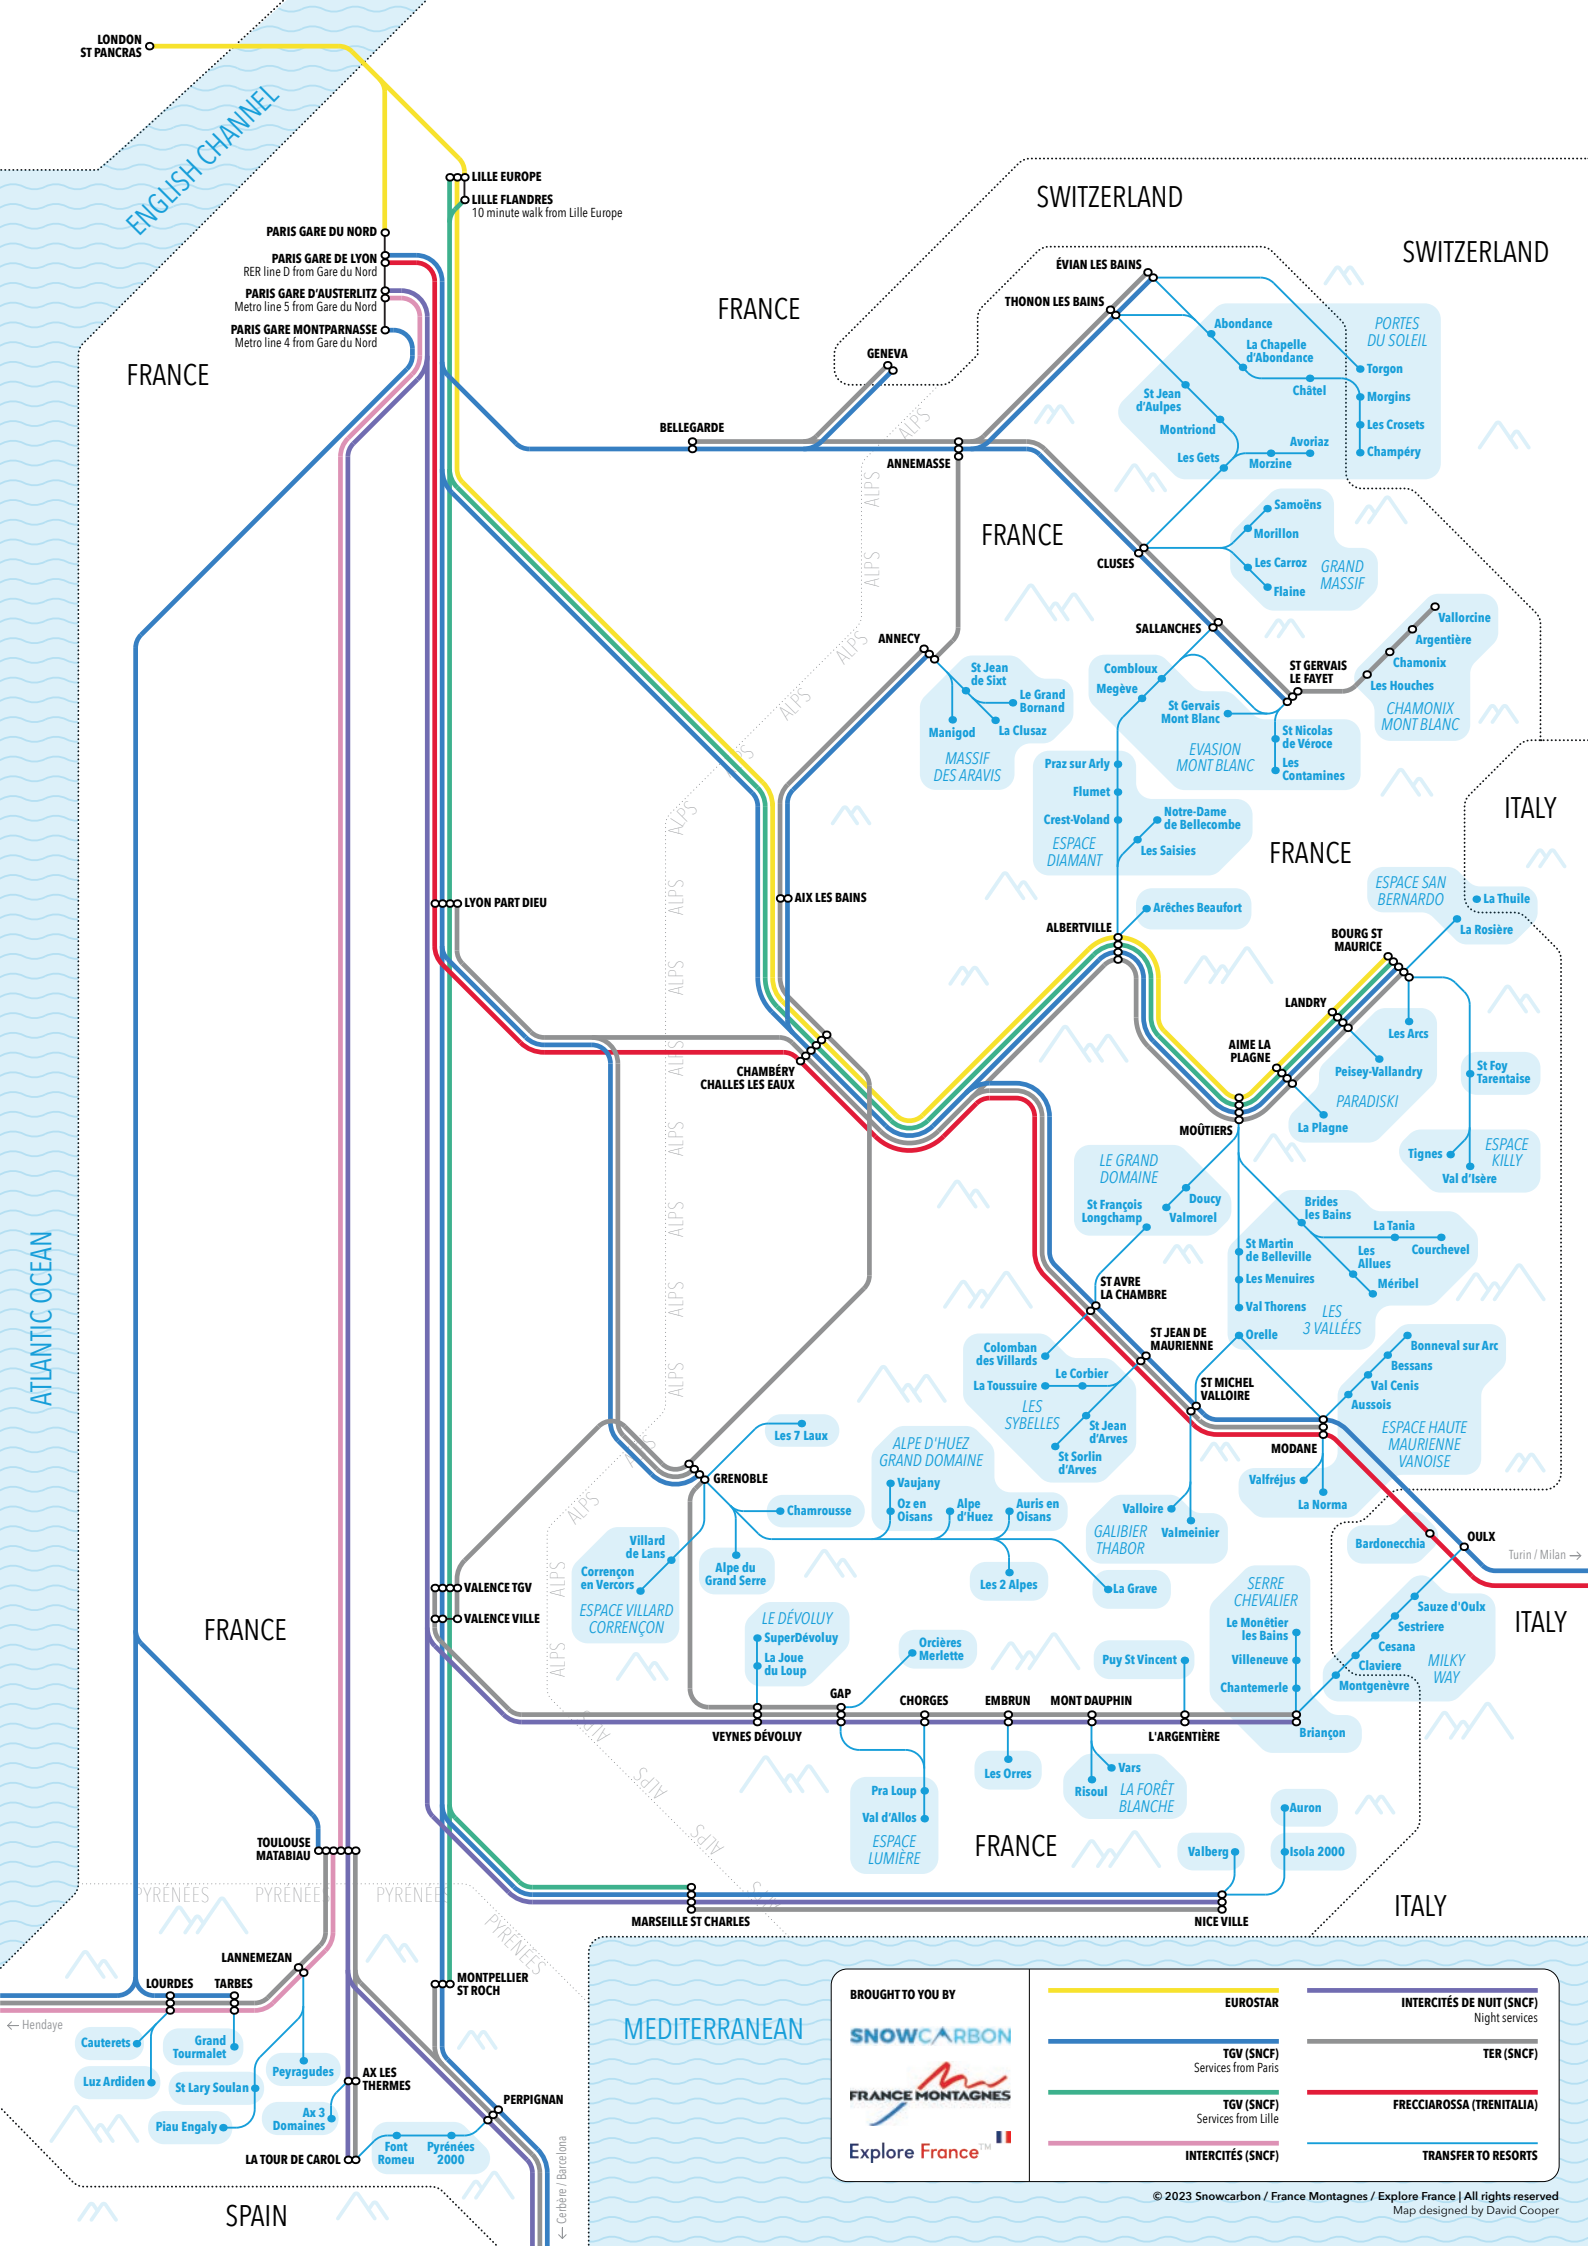 LONDON
ST PANCRAS
ENGLISH CHANNEL
LILLE EUROPE
LILLE FLANDRES
10 minute walk from Lille Europe
PARIS GARE DU NORD
PARIS GARE DE LYON
RER line D from Gare du Nord
PARIS GARE D'AUSTERLITZ
Metro line 5 from Gare du Nord
PARIS GARE MONTPARNASSE
Metro line 4 from Gare du Nord
FRANCE
FRANCE
SWITZERLAND
SWITZERLAND
ÉVIAN LES BAINS
THONON LES BAINS
GENEVA
BELLEGARDE
ANNEMASSE
Abondance
La Chapelle
d'Abondance
PORTES
DU SOLEIL
Torgon
Châtel
Morgins
Les Crosets
Champéry
St Jean
d'Aulpes
Montriond
Les Gets
Morzine
Avoriaz
ALPS
ALPS
ALPS
ALPS
ALPS
ALPS
FRANCE
CLUSES
Samoëns
Morillon
Les Carroz
Flaine
GRAND
MASSIF
SALLANCHES
ANNECY
St Jean
de Sixt
Le Grand
Bornand
Manigod
La Clusaz
MASSIF
DES ARAVIS
Combloux
Megève
St Gervais
Mont Blanc
EVASION
MONT BLANC
ST GERVAIS
LE FAYET
Vallorcine
Argentière
Chamonix
Les Houches
CHAMONIX
MONT BLANC
St Nicolas
de Véroce
Les
Contamines
Praz sur Arly
Flumet
Crest-Voland
Notre-Dame
de Bellecombe
Les Saisies
ESPACE
DIAMANT
ITALY
FRANCE
ALPS
ALPS
ALPS
ALPS
ALPS
ALPS
ALPS
ALPS
LYON PART DIEU
AIX LES BAINS
ALBERTVILLE
Arêches Beaufort
ESPACE SAN
BERNARDO
La Thuile
La Rosière
BOURG ST
MAURICE
LANDRY
Les Arcs
AIME LA
PLAGNE
Peisey-Vallandry
PARADISKI
La Plagne
St Foy
Tarentaise
Tignes
ESPACE
KILLY
Val d'Isère
CHAMBÉRY
CHALLES LES EAUX
MOÛTIERS
LE GRAND
DOMAINE
Doucy
St François
Longchamp
Valmorel
Brides
les Bains
La Tania
Courchevel
Les
Allues
Méribel
St Martin
de Belleville
Les Menuires
Val Thorens
LES
3 VALLÉES
Orelle
ATLANTIC OCEAN
ST AVRE
LA CHAMBRE
ST JEAN DE
MAURIENNE
ST MICHEL
VALLOIRE
Colomban
des Villards
La Toussuire
Le Corbier
LES
SYBELLES
St Jean
d'Arves
St Sorlin
d'Arves
Bonneval sur Arc
Bessans
Val Cenis
Aussois
ESPACE HAUTE
MAURIENNE
VANOISE
MODANE
Valfréjus
La Norma
Valloire
GALIBIER
THABOR
Valmeinier
Les 7 Laux
GRENOBLE
ALPE D'HUEZ
GRAND DOMAINE
Vaujany
Oz en
Oisans
Alpe
d'Huez
Auris en
Oisans
Chamrousse
Villard
de Lans
Corrençon
en Vercors
ESPACE VILLARD
CORRENÇON
Alpe du
Grand Serre
Les 2 Alpes
La Grave
Bardonecchia
OULX
Turin / Milan →
ITALY
Sauze d'Oulx
Sestriere
Cesana
Claviere
Montgenèvre
MILKY
WAY
ALPS
ALPS
ALPS
ALPS
ALPS
ALPS
VALENCE TGV
VALENCE VILLE
FRANCE
LE DÉVOLUY
SuperDévoluy
La Joue
du Loup
Orcières
Merlette
SERRE
CHEVALIER
Le Monêtier
les Bains
Villeneuve
Chantemerle
Briançon
Puy St Vincent
GAP
CHORGES
EMBRUN
MONT DAUPHIN
VEYNES DÉVOLUY
L'ARGENTIÈRE
Les Orres
Vars
Risoul
LA FORÊT
BLANCHE
Pra Loup
Val d'Allos
ESPACE
LUMIÈRE
FRANCE
Auron
Isola 2000
Valberg
ITALY
TOULOUSE
MATABIAU
PYRÉNÉES
PYRÉNÉES
PYRÉNÉES
PYRÉNÉES
ALPS
ALPS
MARSEILLE ST CHARLES
NICE VILLE
LANNEMEZAN
LOURDES
TARBES
← Hendaye
Cauterets
Grand
Tourmalet
Luz Ardiden
St Lary Soulan
Peyragudes
Piau Engaly
Ax 3
Domaines
AX LES
THERMES
LA TOUR DE CAROL
Font
Romeu
Pyrénées
2000
MONTPELLIER
ST ROCH
PERPIGNAN
← Cerbère / Barcelona
SPAIN
MEDITERRANEAN
BROUGHT TO YOU BY
SNOWCARBON
FRANCE MONTAGNES
Explore France™
EUROSTAR
TGV (SNCF)
Services from Paris
TGV (SNCF)
Services from Lille
INTERCITÉS (SNCF)
INTERCITÉS DE NUIT (SNCF)
Night services
TER (SNCF)
FRECCIAROSSA (TRENITALIA)
TRANSFER TO RESORTS
© 2023 Snowcarbon / France Montagnes / Explore France | All rights reserved
Map designed by David Cooper